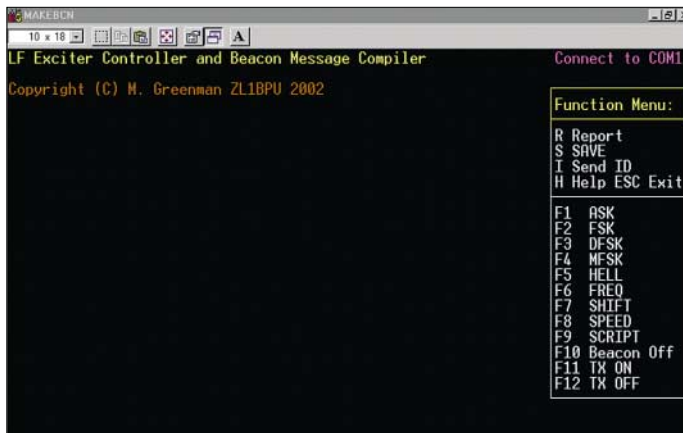 MAKEBCN
10 x 18
A
LF Exciter Controller and Beacon Message Compiler
Connect to COM1
Copyright (C) M. Greenman ZL1BPU 2002
Function Menu:
R Report
S SAVE
I Send ID
H Help ESC Exit
F1 ASK
F2 FSK
F3 DFSK
F4 MFSK
F5 HELL
F6 FREQ
F7 SHIFT
F8 SPEED
F9 SCRIPT
F10 Beacon Off
F11 TX ON
F12 TX OFF